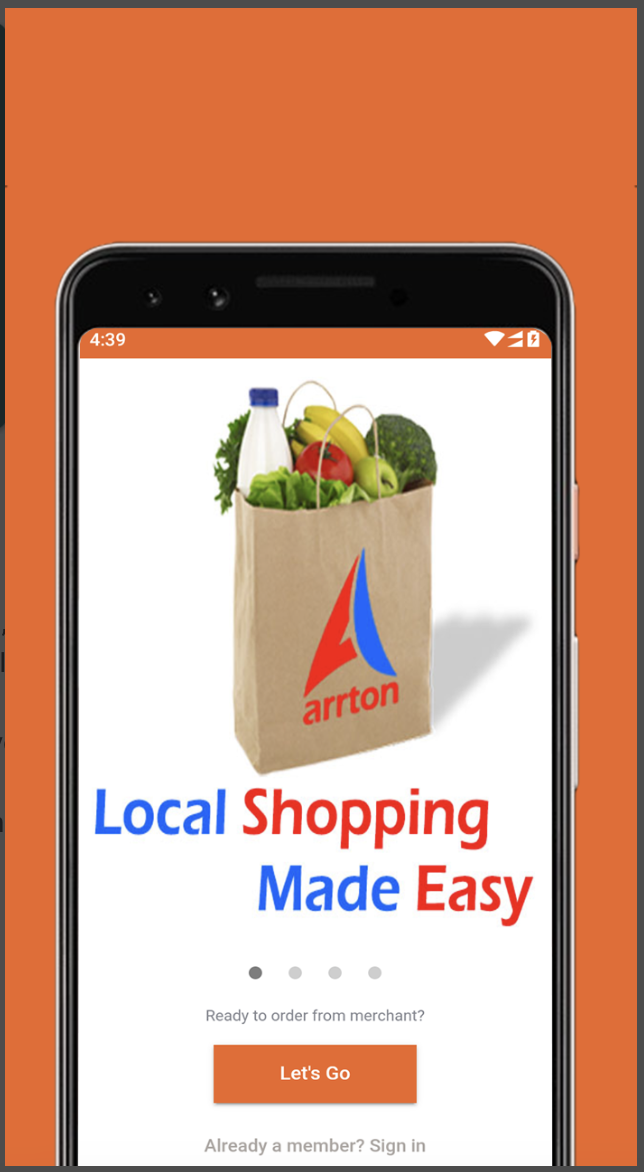 4:39
arrton
Local Shopping
Made Easy
Ready to order from merchant?
Let's Go
Already a member? Sign in